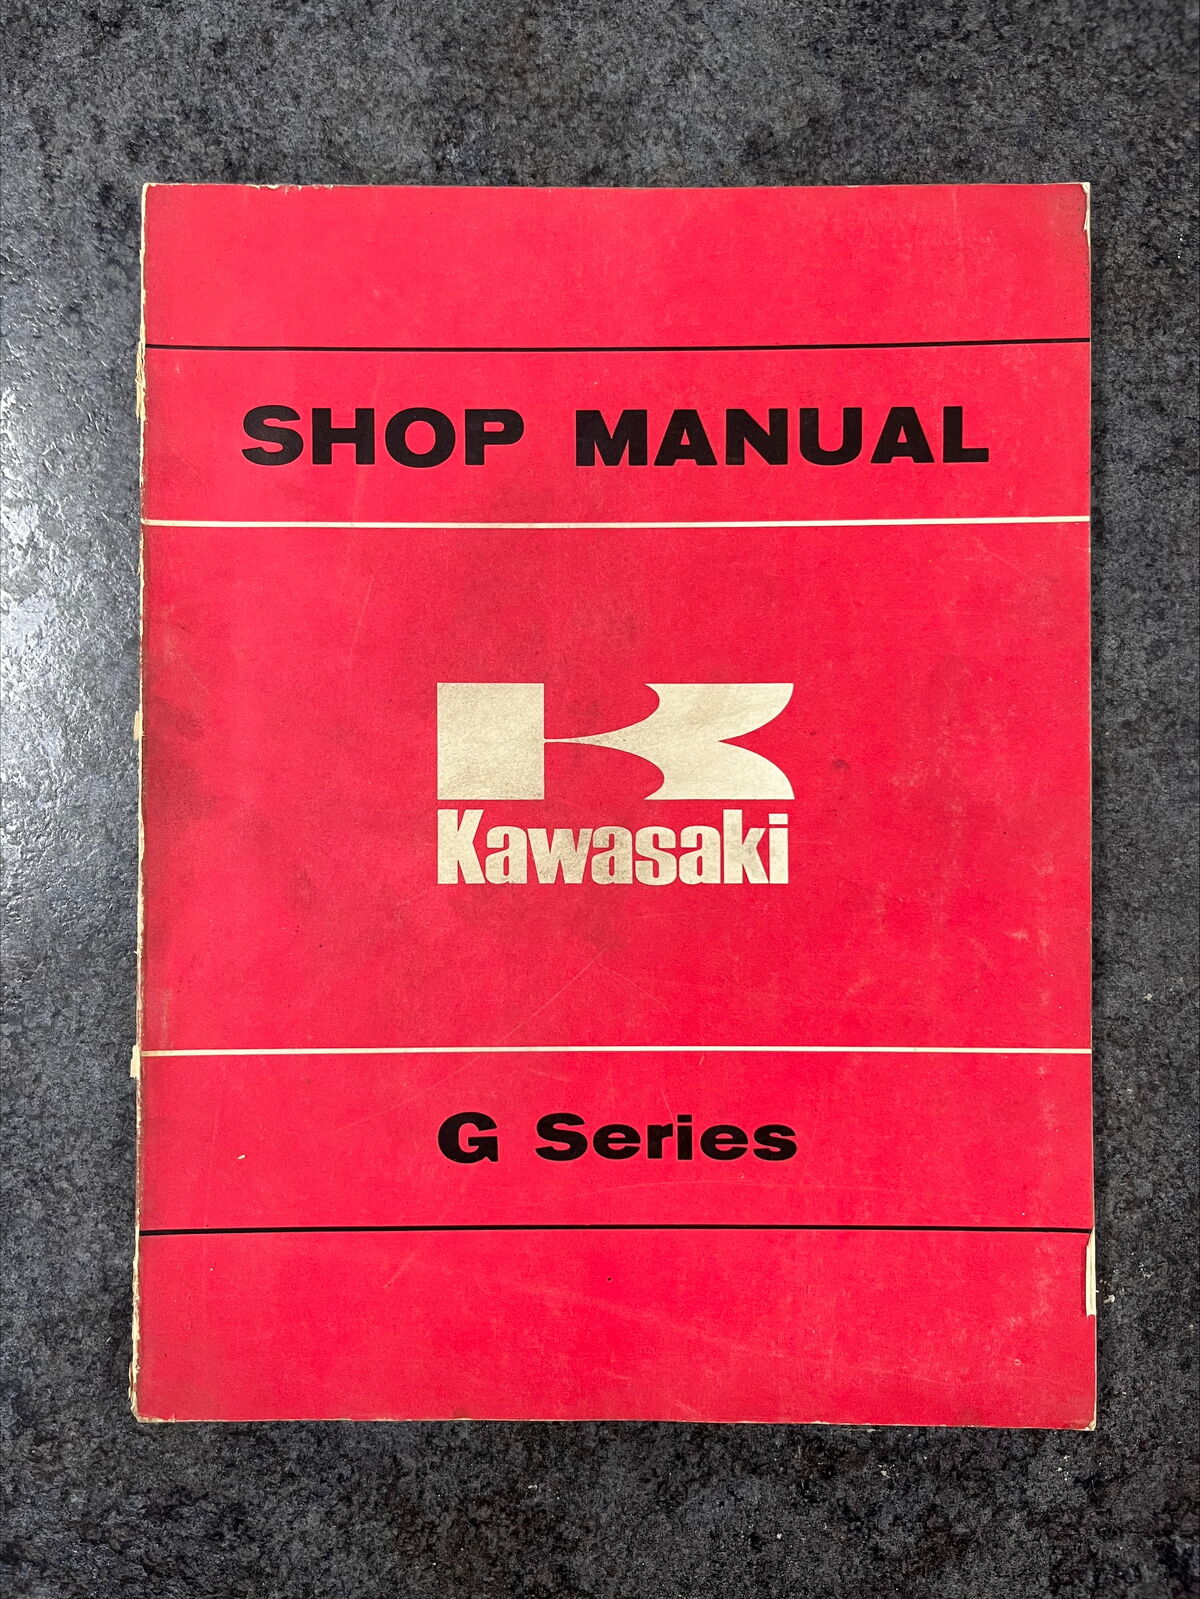 SHOP MANUAL
K
Kawasaki
G Series